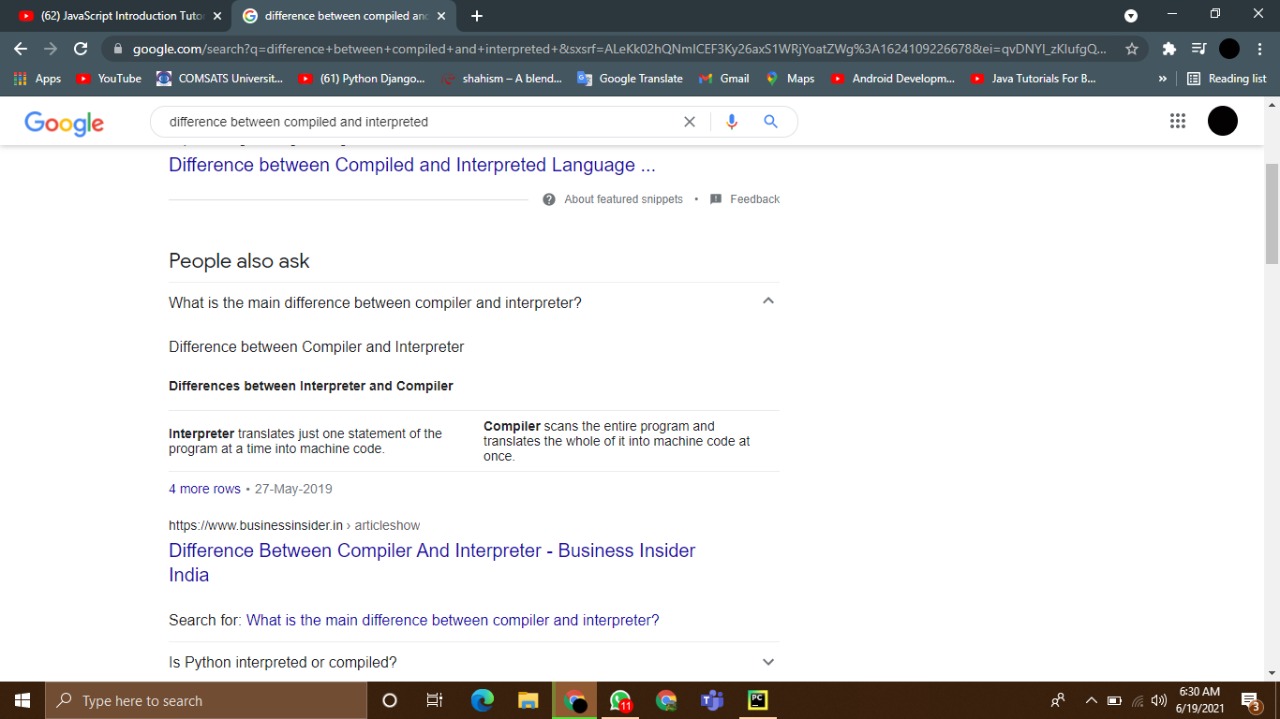 (62) JavaScript Introduction Tuto
difference between compiled and
google.com/search?q=difference+between+compiled+and+interpreted+&sxsrf=ALeKk02hQNmICEF3Ky26axS1WRjYoatZWg%3A1624109226678&ei=qvDNYI_zKIufgQ...
Apps
YouTube
COMSATS Universit...
(61) Python Django...
shahism – A blend...
Google Translate
Gmail
Maps
Android Developm...
Java Tutorials For B...
»
Reading list
Google
difference between compiled and interpreted
Difference between Compiled and Interpreted Language ...
About featured snippets • Feedback
People also ask
What is the main difference between compiler and interpreter?
Difference between Compiler and Interpreter
Differences between Interpreter and Compiler
Interpreter translates just one statement of the
program at a time into machine code.
Compiler scans the entire program and
translates the whole of it into machine code at
once.
4 more rows • 27-May-2019
https://www.businessinsider.in › articleshow
Difference Between Compiler And Interpreter - Business Insider
India
Search for: What is the main difference between compiler and interpreter?
Is Python interpreted or compiled?
Type here to search
11
PC
6:30 AM
6/19/2021
3